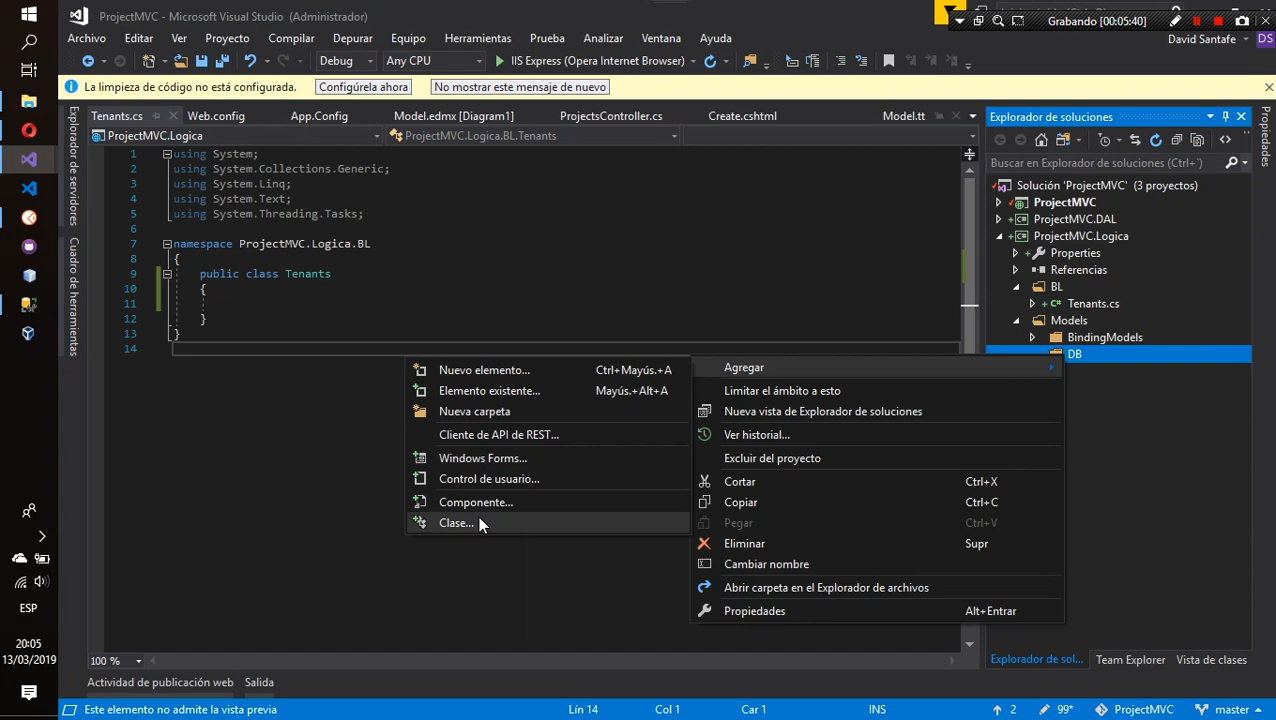 ProjectMVC - Microsoft Visual Studio (Administrador)
Grabando [00:05:40]
Archivo Editar Ver Proyecto Compilar Depurar Equipo Herramientas Prueba Analizar Ventana Ayuda
David Santafe DS
Debug Any CPU IIS Express (Opera Internet Browser)
La limpieza de código no está configurada. Configúrela ahora No mostrar este mensaje de nuevo
Explorador de servidores
Cuadro de herramientas
Tenants.cs Web.config App.Config Model.edmx [Diagram1] ProjectsController.cs Create.cshtml Model.tt
ProjectMVC.Logica ProjectMVC.Logica.BL.Tenants
1 using System;
2 using System.Collections.Generic;
3 using System.Linq;
4 using System.Text;
5 using System.Threading.Tasks;
6
7 namespace ProjectMVC.Logica.BL
8 {
9 public class Tenants
10 {
11
12 }
13 }
14
Nuevo elemento... Ctrl+Mayús.+A
Elemento existente... Mayús.+Alt+A
Nueva carpeta
Cliente de API de REST...
Windows Forms...
Control de usuario...
Componente...
Clase...
Agregar
Limitar el ámbito a esto
Nueva vista de Explorador de soluciones
Ver historial...
Excluir del proyecto
Cortar Ctrl+X
Copiar Ctrl+C
Pegar Ctrl+V
Eliminar Supr
Cambiar nombre
Abrir carpeta en el Explorador de archivos
Propiedades Alt+Entrar
Explorador de soluciones
Buscar en Explorador de soluciones (Ctrl+´)
Solución 'ProjectMVC' (3 proyectos)
ProjectMVC
ProjectMVC.DAL
ProjectMVC.Logica
Properties
Referencias
BL
Tenants.cs
Models
BindingModels
DB
Propiedades
Explorador de sol... Team Explorer Vista de clases
100 %
Actividad de publicación web Salida
Este elemento no admite la vista previa Lín 14 Col 1 Car 1 INS 2 99* ProjectMVC master
ESP
20:05
13/03/2019